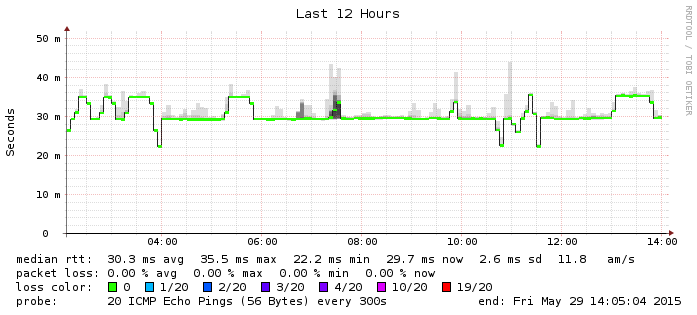 Last 12 Hours
RRDTOOL / TOBI OETIKER
Seconds
50 m
40 m
30 m
20 m
10 m
0
04:00 06:00 08:00 10:00 12:00 14:00
median rtt: 30.3 ms avg 35.5 ms max 22.2 ms min 29.7 ms now 2.6 ms sd 11.8 am/s
packet loss: 0.00 % avg 0.00 % max 0.00 % min 0.00 % now
loss color: 0 1/20 2/20 3/20 4/20 10/20 19/20
probe: 20 ICMP Echo Pings (56 Bytes) every 300s end: Fri May 29 14:05:04 2015